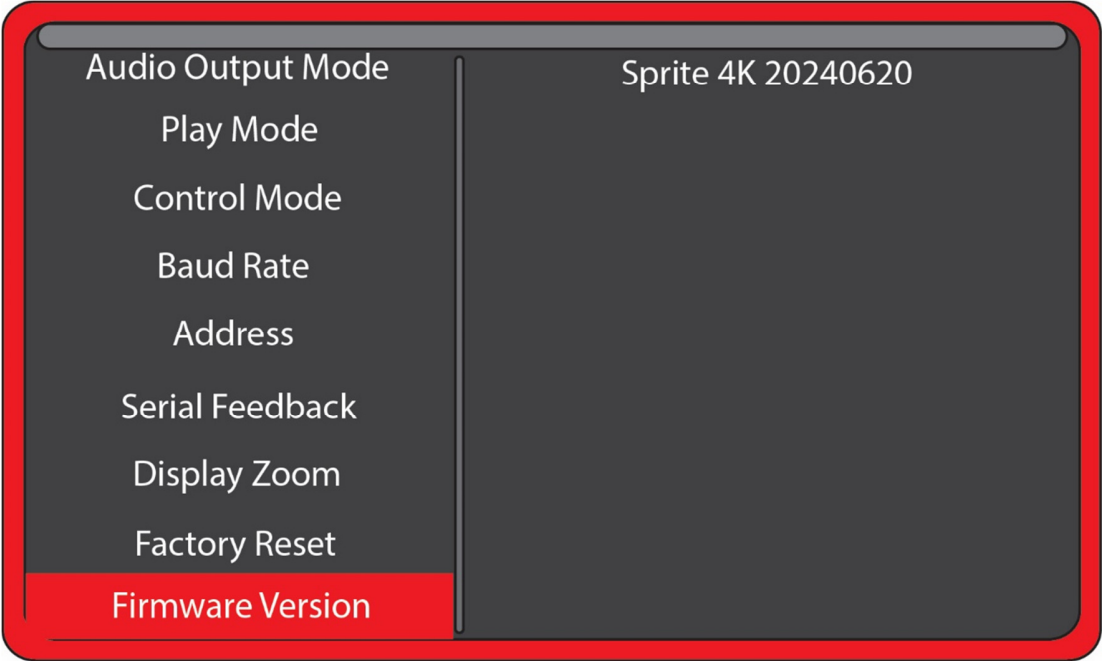 Audio Output Mode
Play Mode
Control Mode
Baud Rate
Address
Serial Feedback
Display Zoom
Factory Reset
Firmware Version
Sprite 4K 20240620